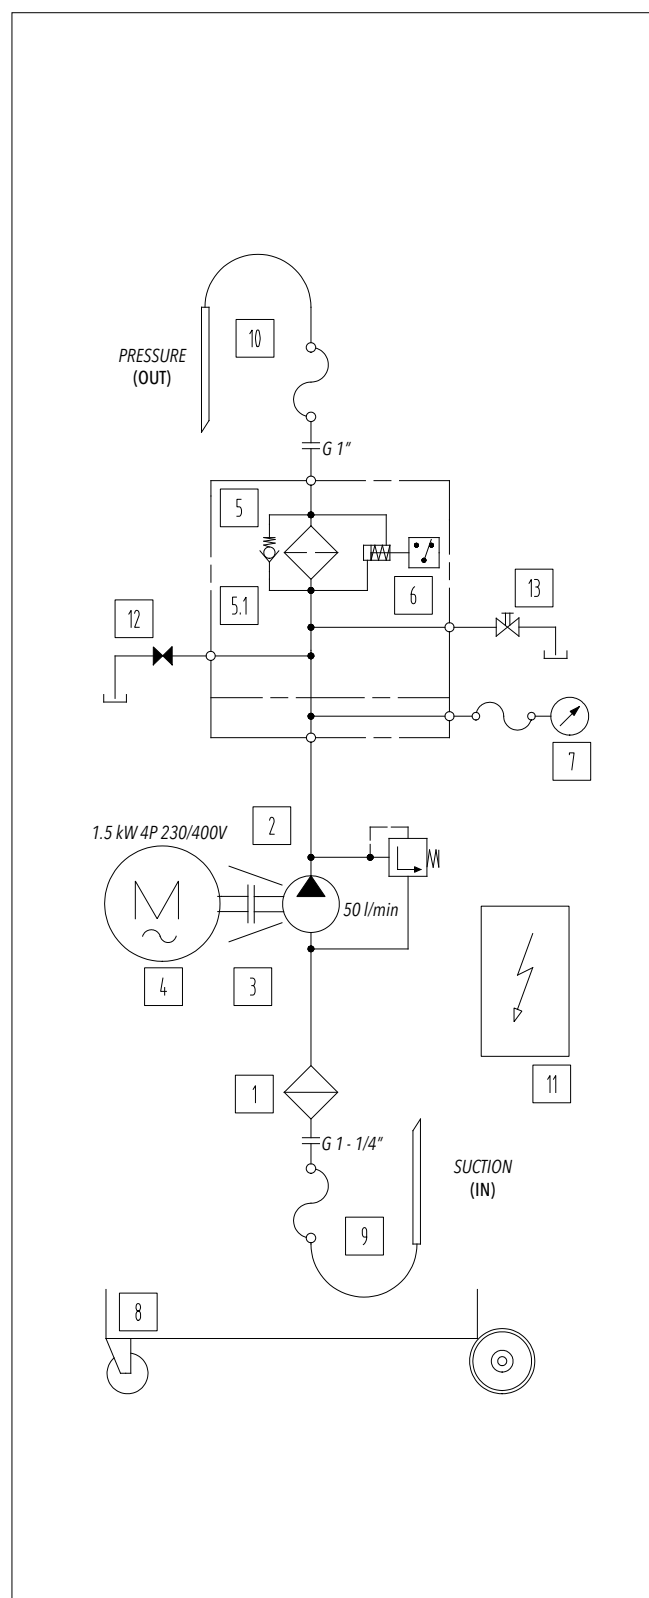 10
PRESSURE
(OUT)
G 1"
5
5.1
6
13
12
7
2
1.5 kW 4P 230/400V
M
50 l/min
4
3
11
1
G 1 - 1/4"
SUCTION
(IN)
9
8